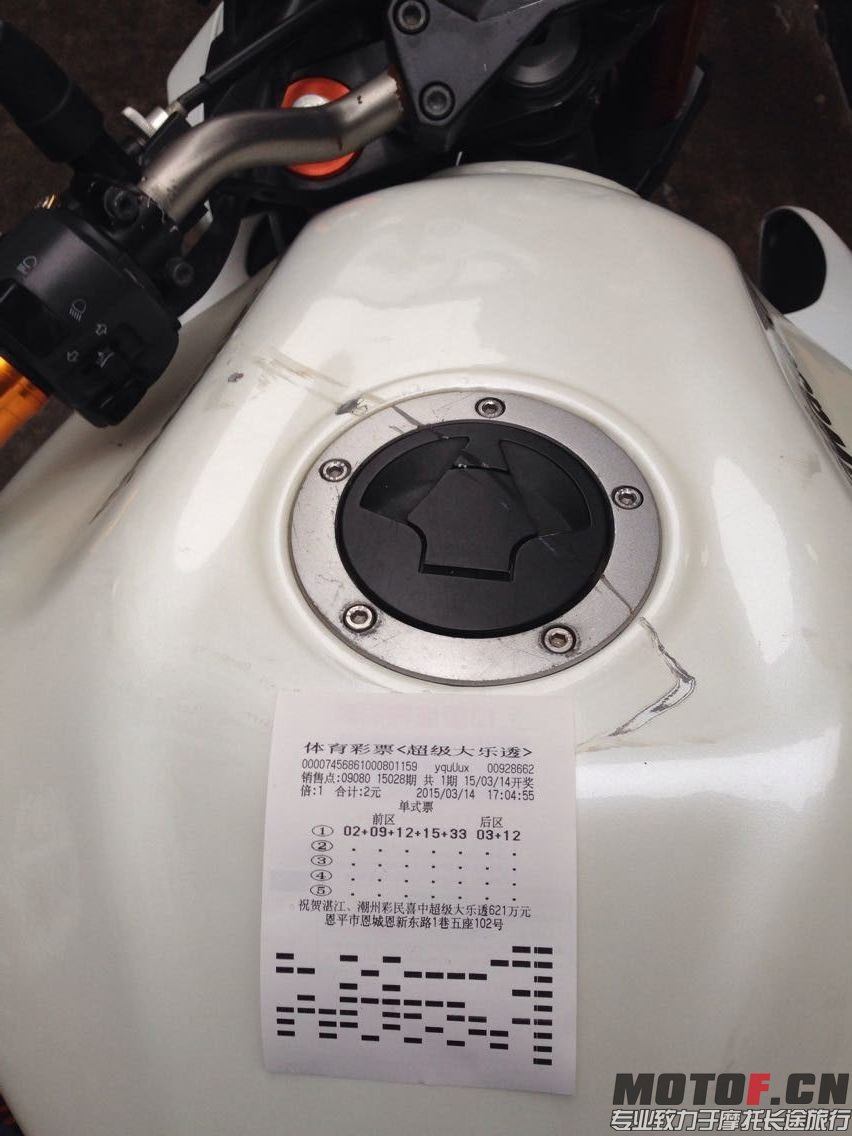 体育彩票<超级大乐透>
00007456861000801159 yquUux 00928662
销售点:09080 15028期 共 1期 15/03/14开奖
倍:1 合计:2元 2015/03/14 17:04:55
单式票
前区 后区
① 02+09+12+15+33 03+12
②
③
④
⑤
祝贺湛江、潮州彩民喜中超级大乐透621万元
恩平市恩城恩新东路1巷五座102号
MOTOF.CN
专业致力于摩托长途旅行